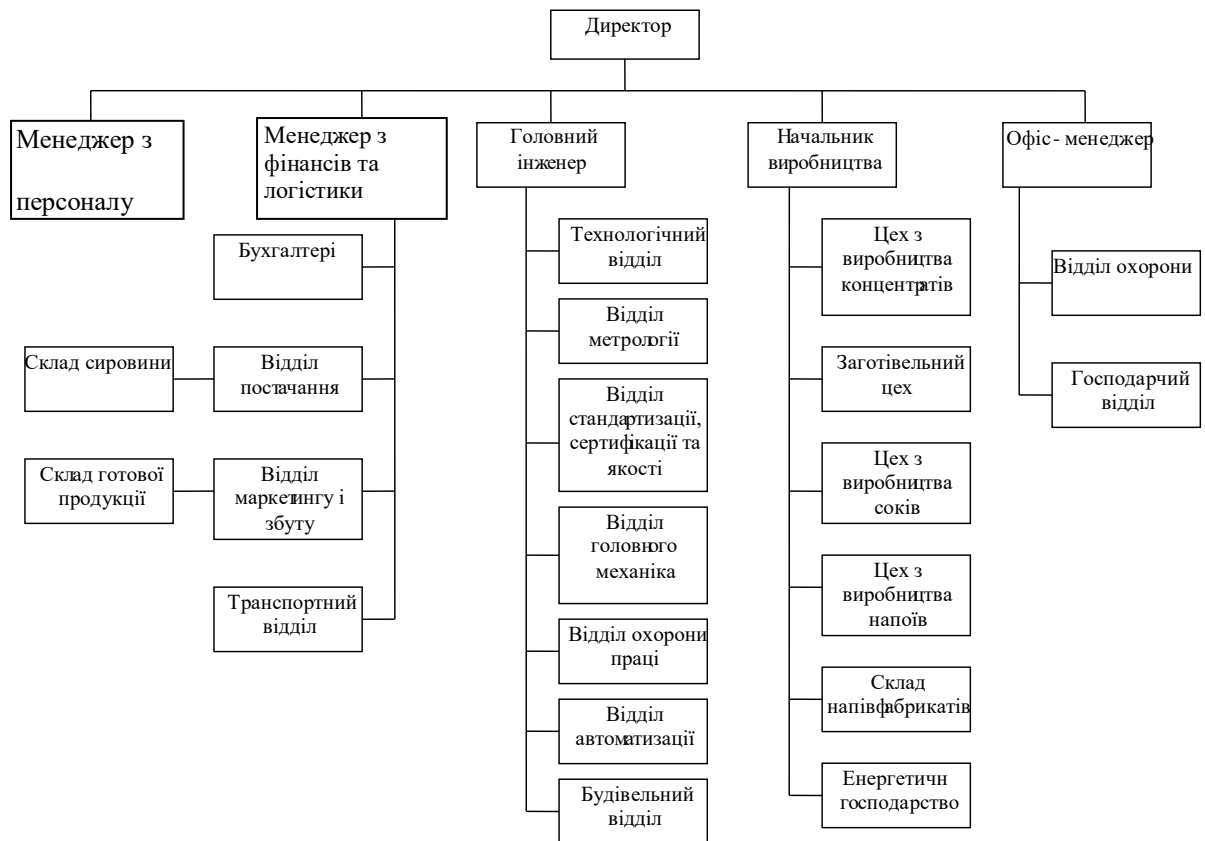 Директор
Менеджер з
персоналу
Менеджер з
фінансів та
логістики
Головний
інженер
Начальник
виробництва
Офіс- менеджер
Бухгалтері
Склад сировини
Відділ
постачання
Склад готової
продукції
Відділ
маркетингу і
збуту
Транспортний
відділ
Технологічний
відділ
Відділ
метрології
Відділ
стандартизації,
сертифікації та
якості
Відділ
головного
механіка
Відділ охорони
праці
Відділ
автоматизації
Будівельний
відділ
Цех з
виробництва
концентратів
Заготівельний
цех
Цех з
виробництва
соків
Цех з
виробництва
напоїв
Склад
напівфабрикатів
Енергетичн
господарство
Відділ охорони
Господарчий
відділ